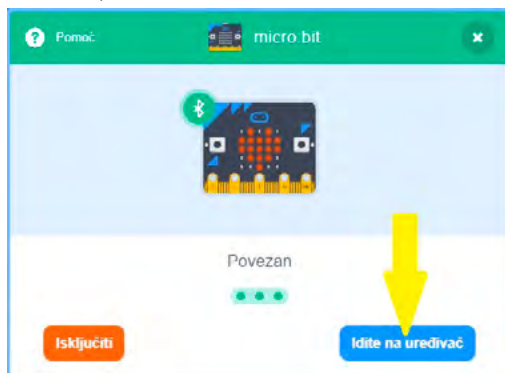 Pomoć
micro bit
Povezan
Isključiti
Idite na uređivač